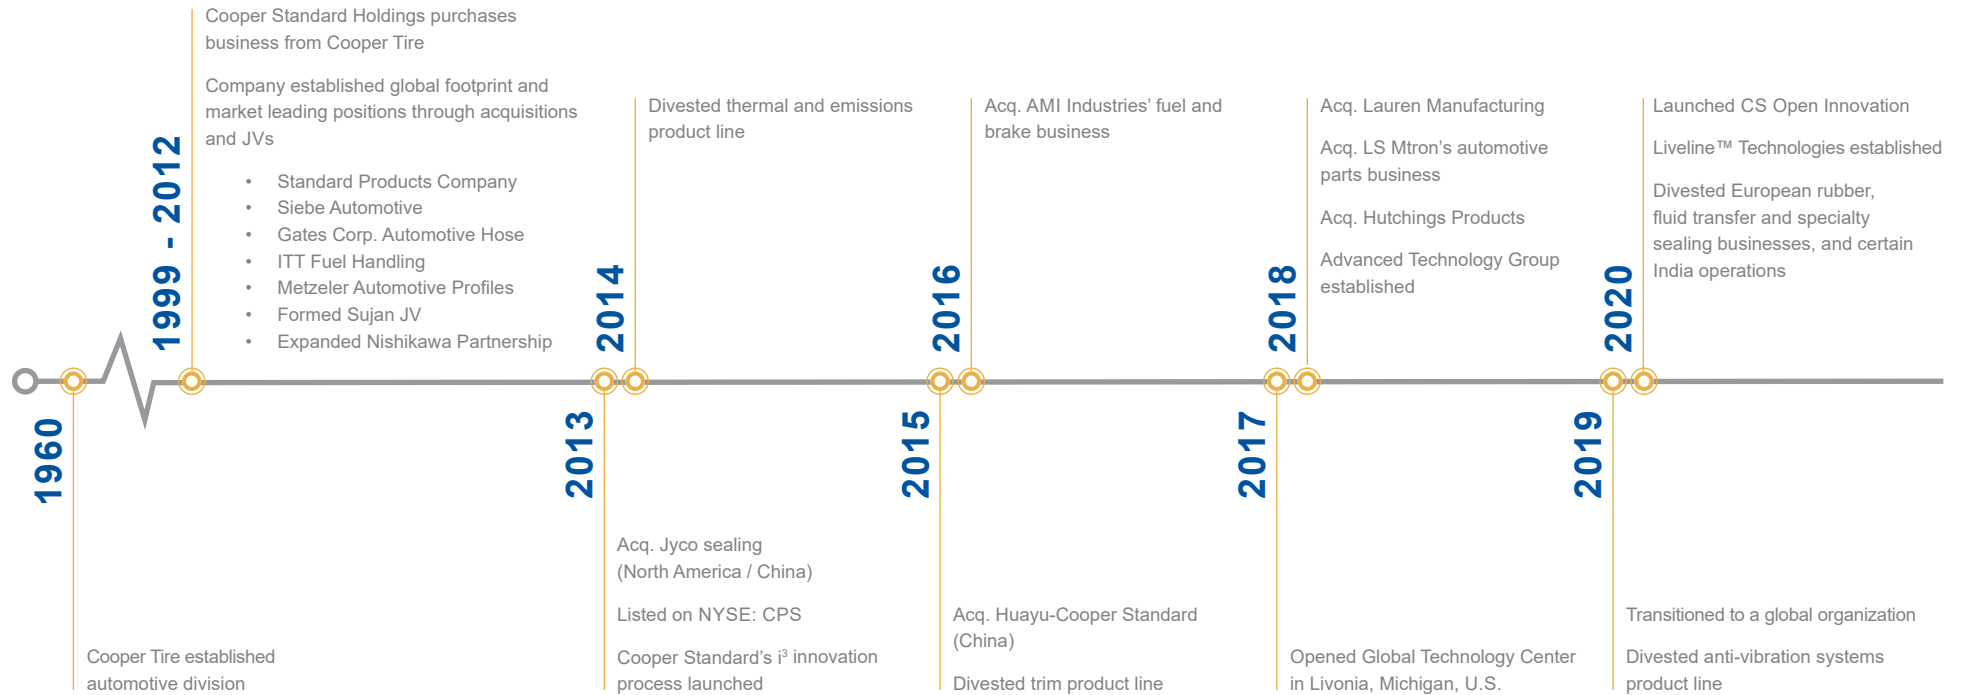 1960
Cooper Tire established
automotive division
1999 - 2012
Cooper Standard Holdings purchases
business from Cooper Tire
Company established global footprint and
market leading positions through acquisitions
and JVs
• Standard Products Company
• Siebe Automotive
• Gates Corp. Automotive Hose
• ITT Fuel Handling
• Metzeler Automotive Profiles
• Formed Sujan JV
• Expanded Nishikawa Partnership
2013
Acq. Jyco sealing
(North America / China)
Listed on NYSE: CPS
Cooper Standard's i³ innovation
process launched
2014
Divested thermal and emissions
product line
2015
Acq. Huayu-Cooper Standard
(China)
Divested trim product line
2016
Acq. AMI Industries' fuel and
brake business
2017
Opened Global Technology Center
in Livonia, Michigan, U.S.
2018
Acq. Lauren Manufacturing
Acq. LS Mtron's automotive
parts business
Acq. Hutchings Products
Advanced Technology Group
established
2019
Transitioned to a global organization
Divested anti-vibration systems
product line
2020
Launched CS Open Innovation
Liveline™ Technologies established
Divested European rubber,
fluid transfer and specialty
sealing businesses, and certain
India operations